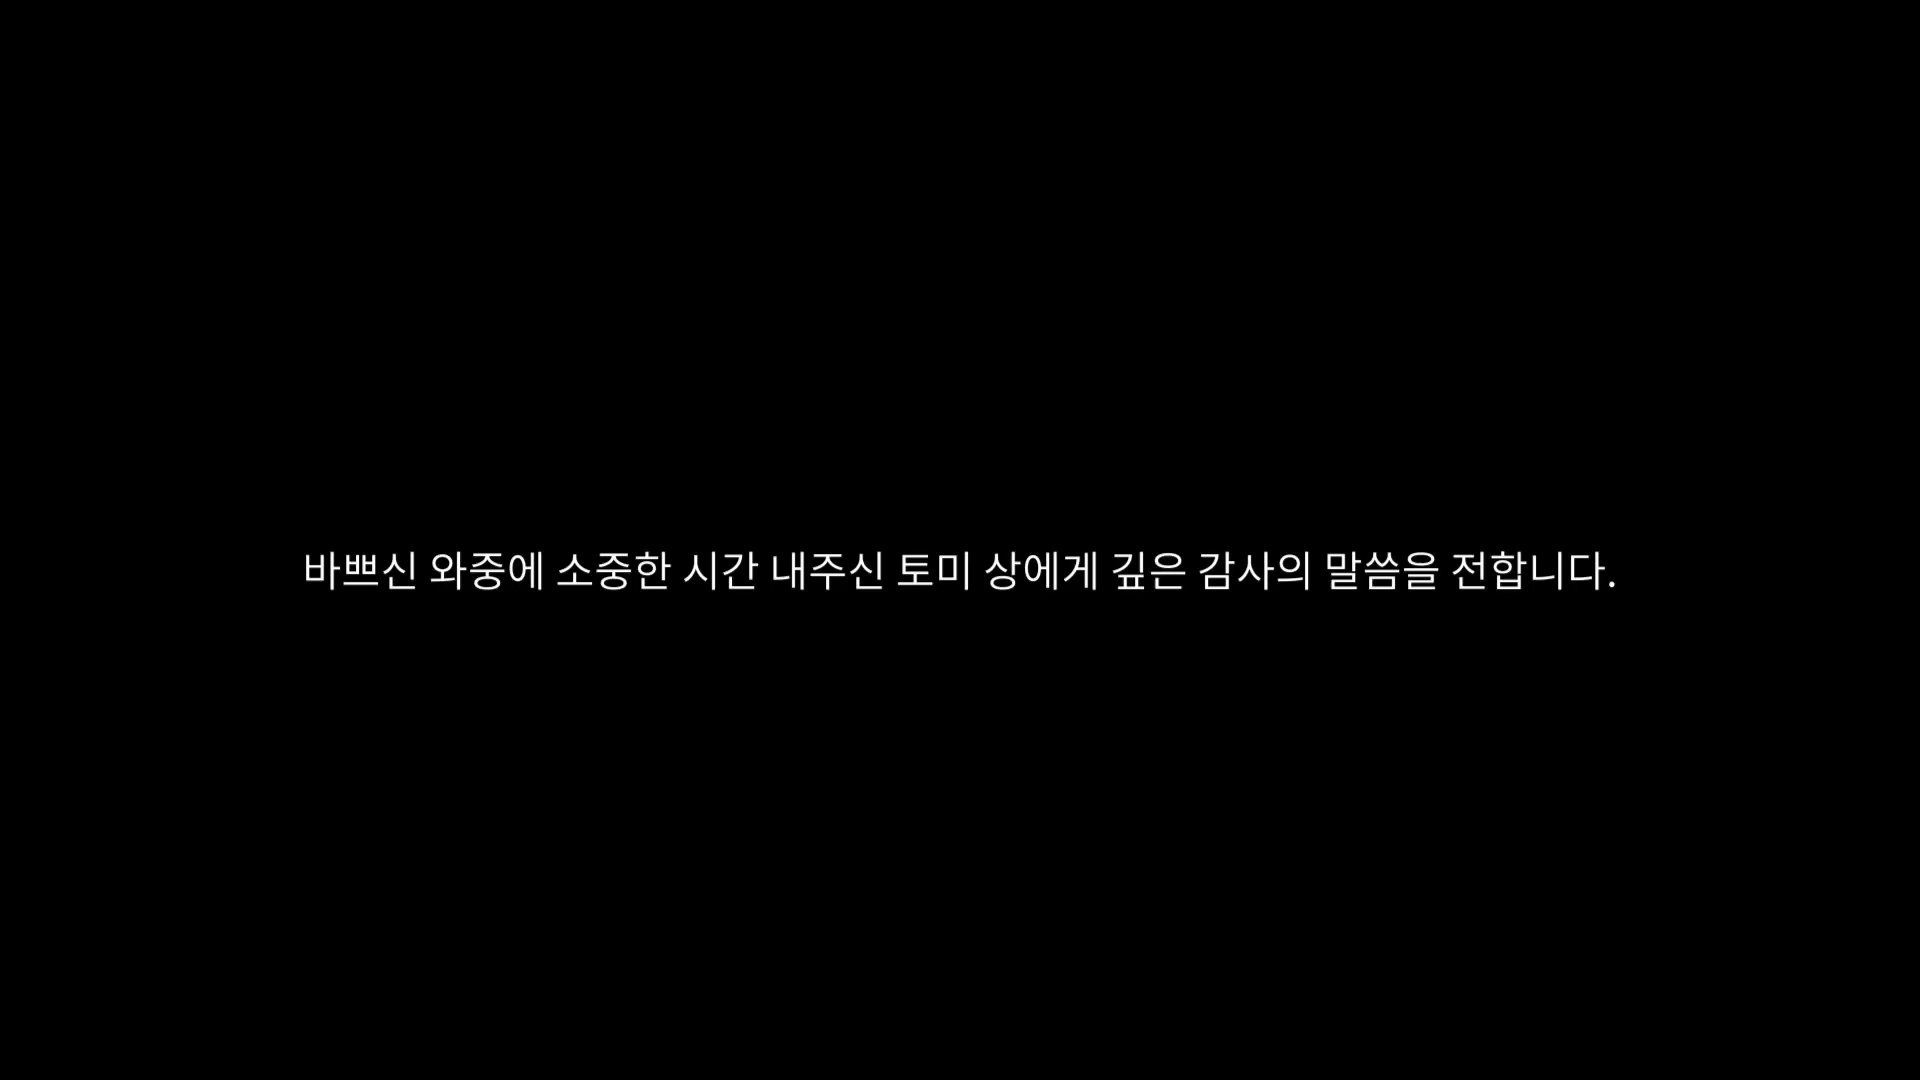 바쁘신 와중에 소중한 시간 내주신 토미 상에게 깊은 감사의 말씀을 전합니다.